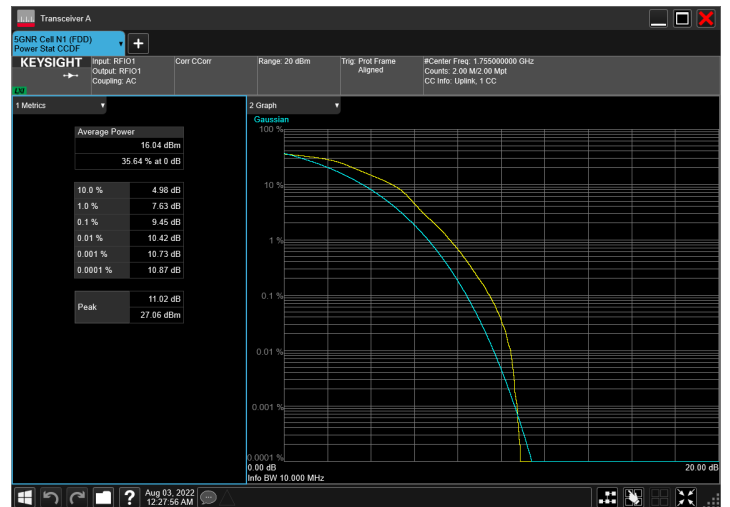 Transceiver A
5GNR Cell N1 (FDD)
Power Stat CCDF
KEYSIGHT
LXI
Input: RFIO1
Output: RFIO1
Coupling: AC
Corr CCorr
Range: 20 dBm
Trig: Prot Frame
Aligned
#Center Freq: 1.755000000 GHz
Counts: 2.00 M/2.00 Mpt
CC Info: Uplink, 1 CC
1 Metrics
Average Power
16.04 dBm
35.64 % at 0 dB
10.0 % 4.98 dB
1.0 % 7.63 dB
0.1 % 9.45 dB
0.01 % 10.42 dB
0.001 % 10.73 dB
0.0001 % 10.87 dB
Peak 11.02 dB
27.06 dBm
2 Graph
Gaussian
100 %
10 %
1 %
0.1 %
0.01 %
0.001 %
0.0001 %
0.00 dB 20.00 dB
Info BW 10.000 MHz
Aug 03, 2022
12:27:56 AM